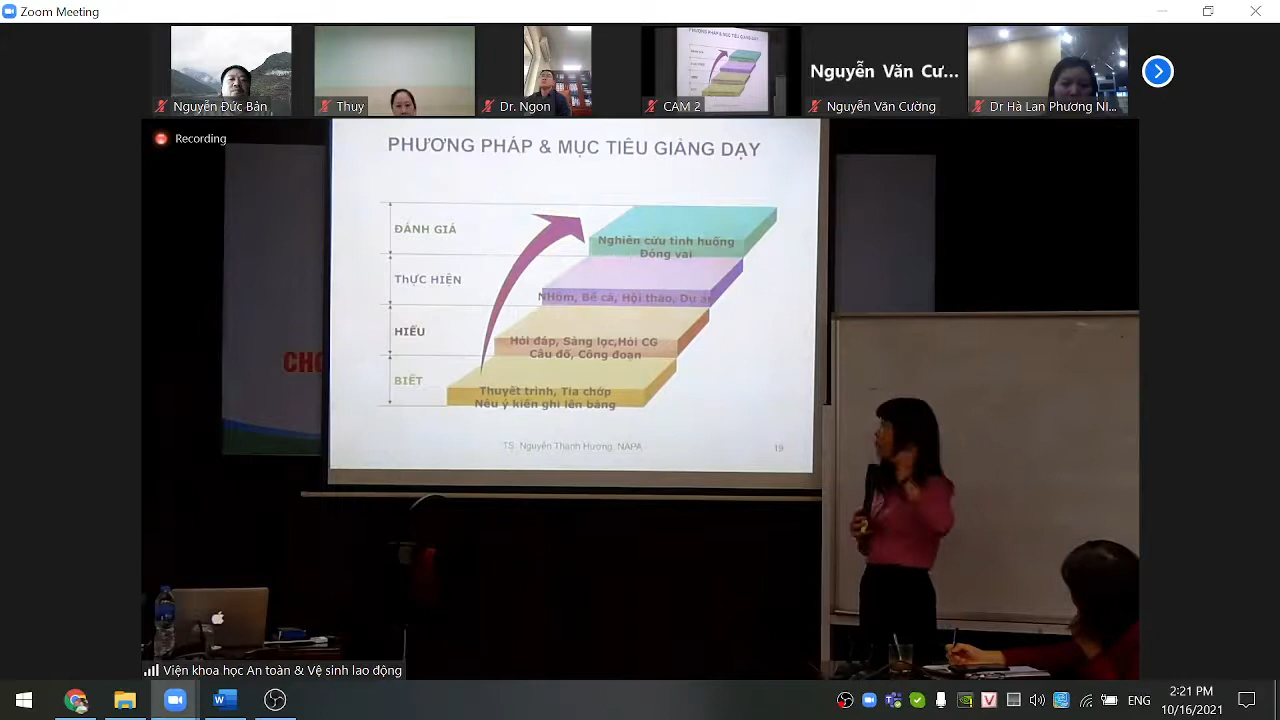 Zoom Meeting
Nguyễn Đức Bản
Thuy
Dr. Ngon
CAM 2
Nguyễn Văn Cư...
Nguyễn Văn Cường
Dr Hà Lan Phương NI...
Recording
PHƯƠNG PHÁP & MỤC TIÊU GIẢNG DẠY
ĐÁNH GIÁ
Nghiên cứu tình huống
Đóng vai
ThỰC HIỆN
NHóm, Bể cá, Hội thảo, Dự án
HIỂU
Hỏi đáp, Sàng lọc,Hỏi CG
Câu đố, Công đoạn
BIẾT
Thuyết trình, Tia chớp
Nêu ý kiến ghi lên bảng
TS. Nguyễn Thanh Hương. NAPA
19
CHƯ
Viện khoa học An toàn & Vệ sinh lao động
ENG
2:21 PM
10/16/2021